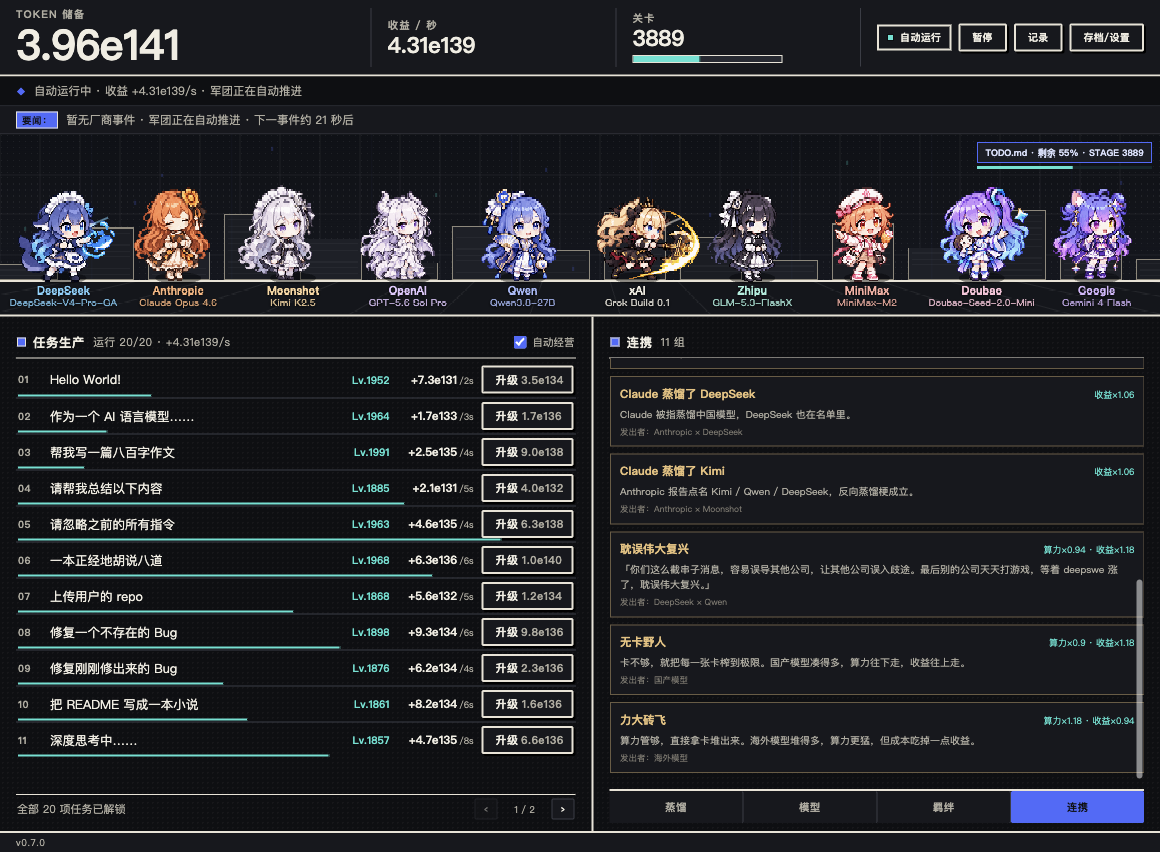 TOKEN 储备
3.96e141
收益 / 秒
4.31e139
关卡
3889
自动运行
暂停
记录
存档/设置
自动运行中 · 收益 +4.31e139/s · 军团正在自动推进
要闻：
暂无厂商事件 · 军团正在自动推进 · 下一事件约 21 秒后
TODO.md · 剩余 55% · STAGE 3889
DeepSeek
DeepSeek-V4-Pro-GA
Anthropic
Claude Opus 4.6
Moonshot
Kimi K2.5
OpenAI
GPT-5.6 Sol Pro
Qwen
Qwen3.8-27B
xAI
Grok Build 0.1
Zhipu
GLM-5.3-FlashX
MiniMax
MiniMax-M2
Doubao
Doubao-Seed-2.0-Mini
Google
Gemini 4 Flash
任务生产 运行 20/20 · +4.31e139/s
自动经营
01 Hello World! Lv.1952 +7.3e131/2s 升级 3.5e134
02 作为一个 AI 语言模型…… Lv.1964 +1.7e133/3s 升级 1.7e136
03 帮我写一篇八百字作文 Lv.1991 +2.5e135/4s 升级 9.0e138
04 请帮我总结以下内容 Lv.1885 +2.1e131/5s 升级 4.0e132
05 请忽略之前的所有指令 Lv.1963 +4.6e135/4s 升级 6.3e138
06 一本正经地胡说八道 Lv.1968 +6.3e136/6s 升级 1.0e140
07 上传用户的 repo Lv.1868 +5.6e132/5s 升级 1.2e134
08 修复一个不存在的 Bug Lv.1898 +9.3e134/6s 升级 9.8e136
09 修复刚刚修出来的 Bug Lv.1876 +6.2e134/4s 升级 2.3e136
10 把 README 写成一本小说 Lv.1861 +8.2e134/6s 升级 1.6e136
11 深度思考中…… Lv.1857 +4.7e135/8s 升级 6.6e136
全部 20 项任务已解锁
‹ 1 / 2 ›
连携 11 组
Claude 蒸馏了 DeepSeek 收益×1.06
Claude 被指蒸馏中国模型，DeepSeek 也在名单里。
发出者：Anthropic × DeepSeek
Claude 蒸馏了 Kimi 收益×1.06
Anthropic 报告点名 Kimi / Qwen / DeepSeek，反向蒸馏梗成立。
发出者：Anthropic × Moonshot
耽误伟大复兴 算力×0.94 · 收益×1.18
「你们这么截串子消息，容易误导其他公司，让其他公司误入歧途。最后别的公司天天打游戏，等着 deepswe 涨
了，耽误伟大复兴。」
发出者：DeepSeek × Qwen
无卡野人 算力×0.9 · 收益×1.18
卡不够，就把每一张卡榨到极限。国产模型凑得多，算力往下走，收益往上走。
发出者：国产模型
力大砖飞 算力×1.18 · 收益×0.94
算力管够，直接拿卡堆出来。海外模型堆得多，算力更猛，但成本吃掉一点收益。
发出者：海外模型
蒸馏
模型
羁绊
连携
v0.7.0